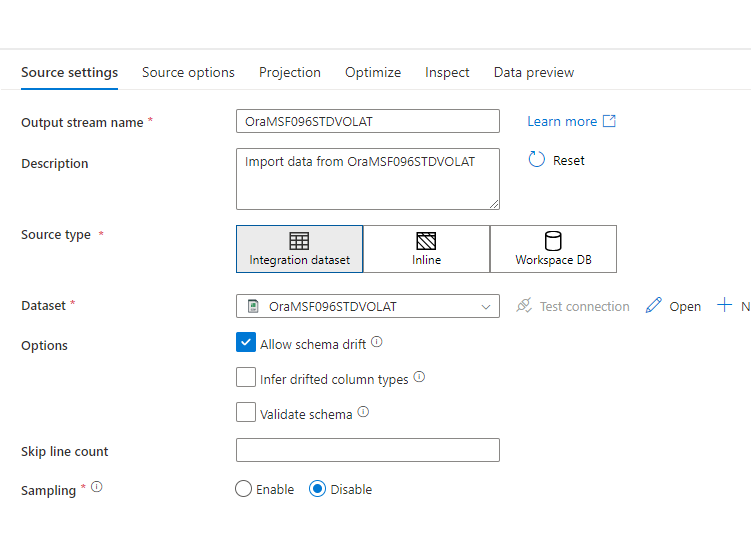 Source settings Source options Projection Optimize Inspect Data preview
Output stream name * OraMSF096STDVOLAT Learn more
Description Import data from OraMSF096STDVOLAT Reset
Source type * Integration dataset Inline Workspace DB
Dataset * OraMSF096STDVOLAT Test connection Open N
Options Allow schema drift
Infer drifted column types
Validate schema
Skip line count
Sampling * Enable Disable